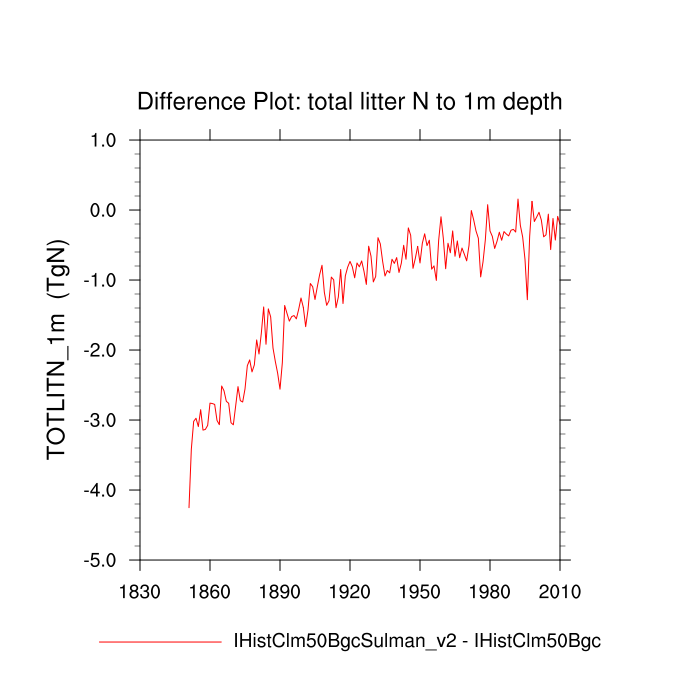 Difference Plot: total litter N to 1m depth
TOTLITN_1m (TgN)
1.0
0.0
-1.0
-2.0
-3.0
-4.0
-5.0
1830 1860 1890 1920 1950 1980 2010
IHistClm50BgcSulman_v2 - IHistClm50Bgc